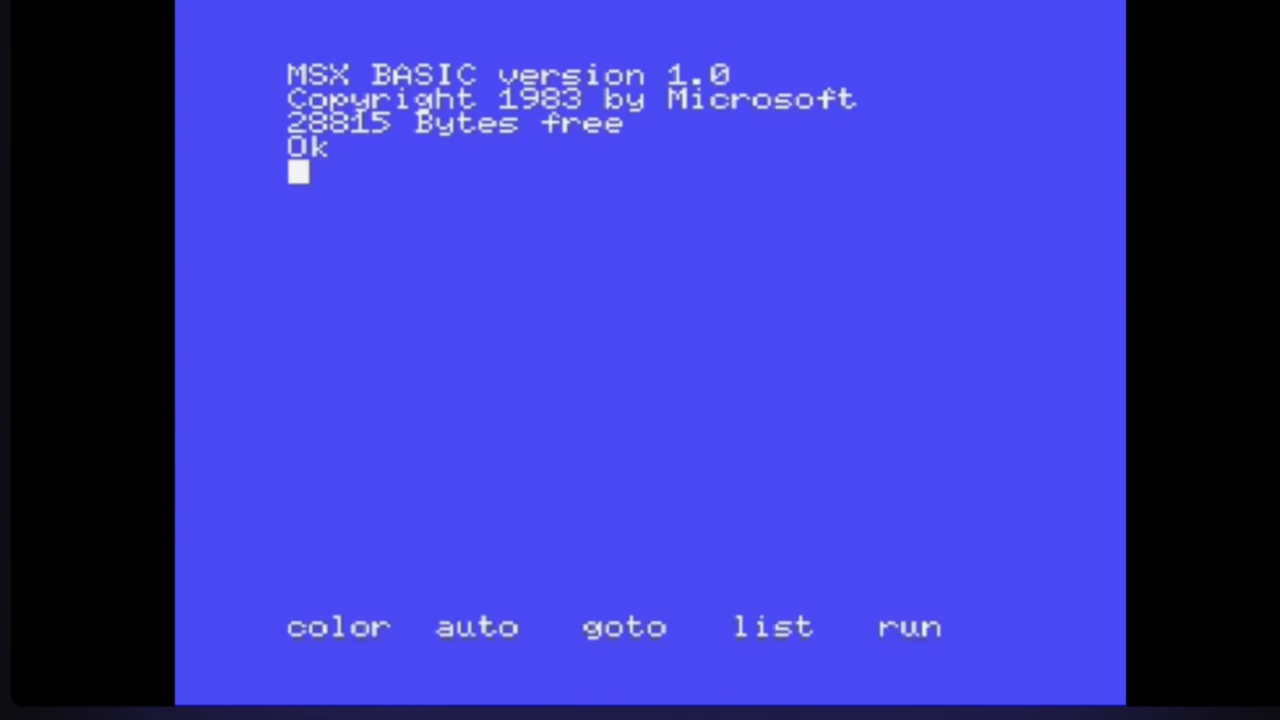 MSX BASIC version 1.0
Copyright 1983 by Microsoft
28815 Bytes free
Ok
color auto goto list run